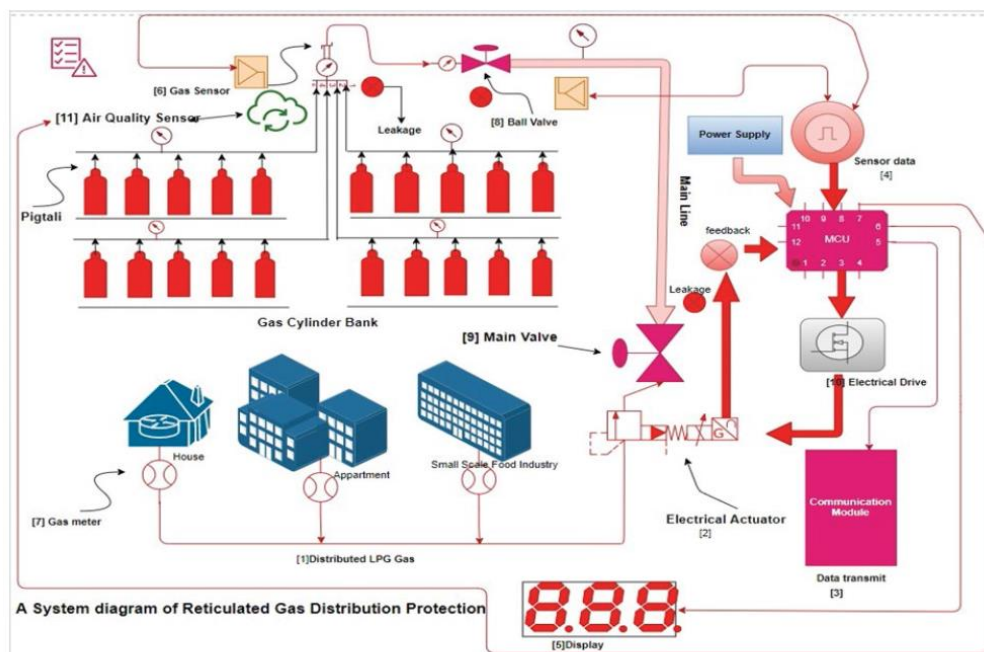 [6] Gas Sensor
[11] Air Quality Sensor
Leakage
[8] Ball Valve
Power Supply
Sensor data
[4]
Pigtali
Main Line
feedback
10 9 8 7
11 6
12 MCU 5
1 2 3 4
Leakage
Gas Cylinder Bank
[9] Main Valve
[10] Electrical Drive
House
Appartment
Small Scale Food Industry
G
[7] Gas meter
Electrical Actuator
[2]
Communication
Module
[1]Distributed LPG Gas
Data transmit
[3]
A System diagram of Reticulated Gas Distribution Protection
8.8.8.
[5]Display